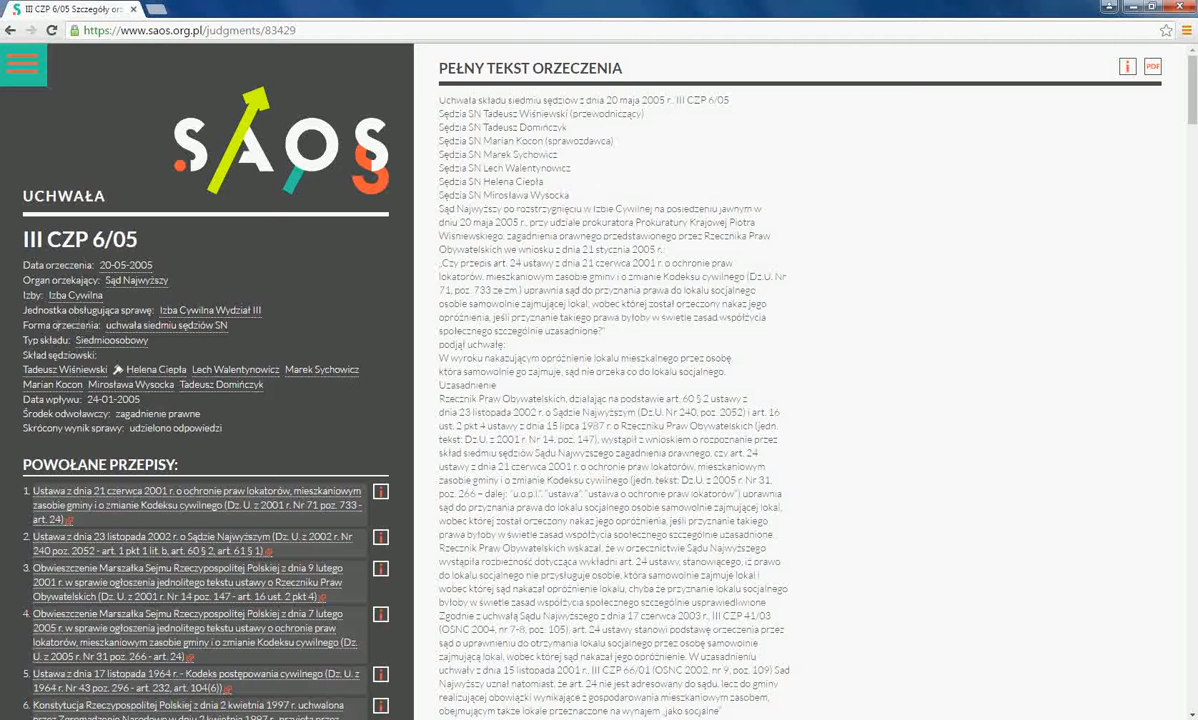 III CZP 6/05 Szczegóły orz
https://www.saos.org.pl/judgments/83429
.SAOS
UCHWAŁA
III CZP 6/05
Data orzeczenia: 20-05-2005
Organ orzekający: Sąd Najwyższy
Izby: Izba Cywilna
Jednostka obsługująca sprawę: Izba Cywilna Wydział III
Forma orzeczenia: uchwała siedmiu sędziów SN
Typ składu: Siedmioosobowy
Skład sędziowski:
Tadeusz Wiśniewski Helena Ciepła Lech Walentynowicz Marek Sychowicz
Marian Kocon Mirosława Wysocka Tadeusz Domińczyk
Data wpływu: 24-01-2005
Środek odwoławczy: zagadnienie prawne
Skrócony wynik sprawy: udzielono odpowiedzi
POWOŁANE PRZEPISY:
1. Ustawa z dnia 21 czerwca 2001 r. o ochronie praw lokatorów, mieszkaniowym
zasobie gminy i o zmianie Kodeksu cywilnego (Dz. U. z 2001 r. Nr 71 poz. 733 -
art. 24)
2. Ustawa z dnia 23 listopada 2002 r. o Sądzie Najwyższym (Dz. U. z 2002 r. Nr
240 poz. 2052 - art. 1 pkt 1 lit. b, art. 60 § 2, art. 61 § 1)
3. Obwieszczenie Marszałka Sejmu Rzeczypospolitej Polskiej z dnia 9 lutego
2001 r. w sprawie ogłoszenia jednolitego tekstu ustawy o Rzeczniku Praw
Obywatelskich (Dz. U. z 2001 r. Nr 14 poz. 147 - art. 16 ust. 2 pkt 4)
4. Obwieszczenie Marszałka Sejmu Rzeczypospolitej Polskiej z dnia 7 lutego
2005 r. w sprawie ogłoszenia jednolitego tekstu ustawy o ochronie praw
lokatorów, mieszkaniowym zasobie gminy i o zmianie Kodeksu cywilnego (Dz.
U. z 2005 r. Nr 31 poz. 266 - art. 24)
5. Ustawa z dnia 17 listopada 1964 r. - Kodeks postępowania cywilnego (Dz. U. z
1964 r. Nr 43 poz. 296 - art. 232, art. 104(6))
6. Konstytucja Rzeczypospolitej Polskiej z dnia 2 kwietnia 1997 r. uchwalona
przez Zgromadzenie Narodowe w dniu 2 kwietnia 1997 r., przyjęta przez
PEŁNY TEKST ORZECZENIA
PDF
Uchwała składu siedmiu sędziów z dnia 20 maja 2005 r., III CZP 6/05
Sędzia SN Tadeusz Wiśniewski (przewodniczący)
Sędzia SN Tadeusz Domińczyk
Sędzia SN Marian Kocon (sprawozdawca)
Sędzia SN Marek Sychowicz
Sędzia SN Lech Walentynowicz
Sędzia SN Helena Ciepła
Sędzia SN Mirosława Wysocka
Sąd Najwyższy po rozstrzygnięciu w Izbie Cywilnej na posiedzeniu jawnym w
dniu 20 maja 2005 r., przy udziale prokuratora Prokuratury Krajowej Piotra
Wiśniewskiego, zagadnienia prawnego przedstawionego przez Rzecznika Praw
Obywatelskich we wniosku z dnia 21 stycznia 2005 r.:
„Czy przepis art. 24 ustawy z dnia 21 czerwca 2001 r. o ochronie praw
lokatorów, mieszkaniowym zasobie gminy i o zmianie Kodeksu cywilnego (Dz.U. Nr
71, poz. 733 ze zm.) uprawnia sąd do przyznania prawa do lokalu socjalnego
osobie samowolnie zajmującej lokal, wobec której został orzeczony nakaz jego
opróżnienia, jeśli przyznanie takiego prawa byłoby w świetle zasad współżycia
społecznego szczególnie uzasadnione?"
podjął uchwałę:
W wyroku nakazującym opróżnienie lokalu mieszkalnego przez osobę,
która samowolnie go zajmuje, sąd nie orzeka co do lokalu socjalnego.
Uzasadnienie
Rzecznik Praw Obywatelskich, działając na podstawie art. 60 § 2 ustawy z
dnia 23 listopada 2002 r. o Sądzie Najwyższym (Dz.U. Nr 240, poz. 2052) i art. 16
ust. 2 pkt 4 ustawy z dnia 15 lipca 1987 r. o Rzeczniku Praw Obywatelskich (jedn.
tekst: Dz.U. z 2001 r. Nr 14, poz. 147), wystąpił z wnioskiem o rozpoznanie przez
skład siedmiu sędziów Sądu Najwyższego zagadnienia prawnego, czy art. 24
ustawy z dnia 21 czerwca 2001 r. o ochronie praw lokatorów, mieszkaniowym
zasobie gminy i o zmianie Kodeksu cywilnego (jedn. tekst: Dz.U. z 2005 r. Nr 31,
poz. 266 – dalej: "u.o.p.l.", "ustawa", "ustawa o ochronie praw lokatorów") uprawnia
sąd do przyznania prawa do lokalu socjalnego osobie samowolnie zajmującej lokal,
wobec której został orzeczony nakaz jego opróżnienia, jeśli przyznanie takiego
prawa byłoby w świetle zasad współżycia społecznego szczególnie uzasadnione.
Rzecznik Praw Obywatelskich wskazał, że w orzecznictwie Sądu Najwyższego
wystąpiła rozbieżność dotycząca wykładni art. 24 ustawy, stanowiącego, iż prawo
do lokalu socjalnego nie przysługuje osobie, która samowolnie zajmuje lokal i
wobec której sąd nakazał opróżnienie lokalu, chyba że przyznanie lokalu socjalnego
byłoby w świetle zasad współżycia społecznego szczególnie usprawiedliwione.
Zgodnie z uchwałą Sądu Najwyższego z dnia 17 czerwca 2003 r., III CZP 41/03
(OSNC 2004, nr 7-8, poz. 105), art. 24 ustawy stanowi podstawę orzeczenia przez
sąd o uprawnieniu do otrzymania lokalu socjalnego przez osobę samowolnie
zajmującą lokal, wobec której sąd nakazał jego opróżnienie. W uzasadnieniu
uchwały z dnia 15 listopada 2001 r., III CZP 66/01 (OSNC 2002, nr 9, poz. 109) Sąd
Najwyższy uznał natomiast, że art. 24 nie jest adresowany do sądu, lecz do gminy
realizującej obowiązki wynikające z gospodarowania mieszkaniowym zasobem,
obejmującym także lokale przeznaczone na wynajem „jako socjalne"